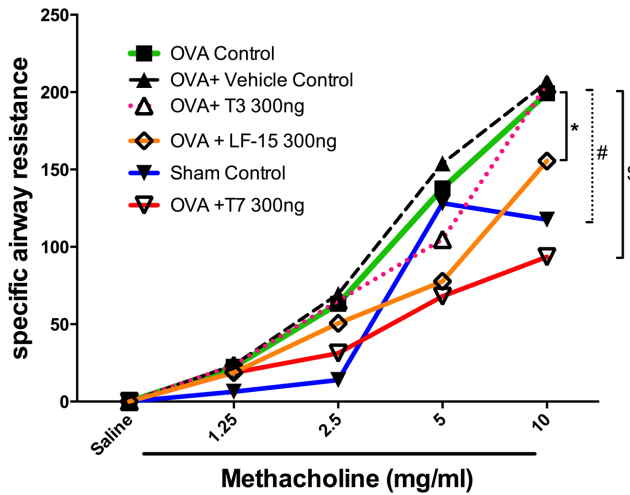 250
200
150
100
50
0
specific airway resistance
OVA Control
OVA+ Vehicle Control
OVA+ T3 300ng
OVA + LF-15 300ng
Sham Control
OVA +T7 300ng
*
#
Saline
1.25
2.5
5
10
Methacholine (mg/ml)